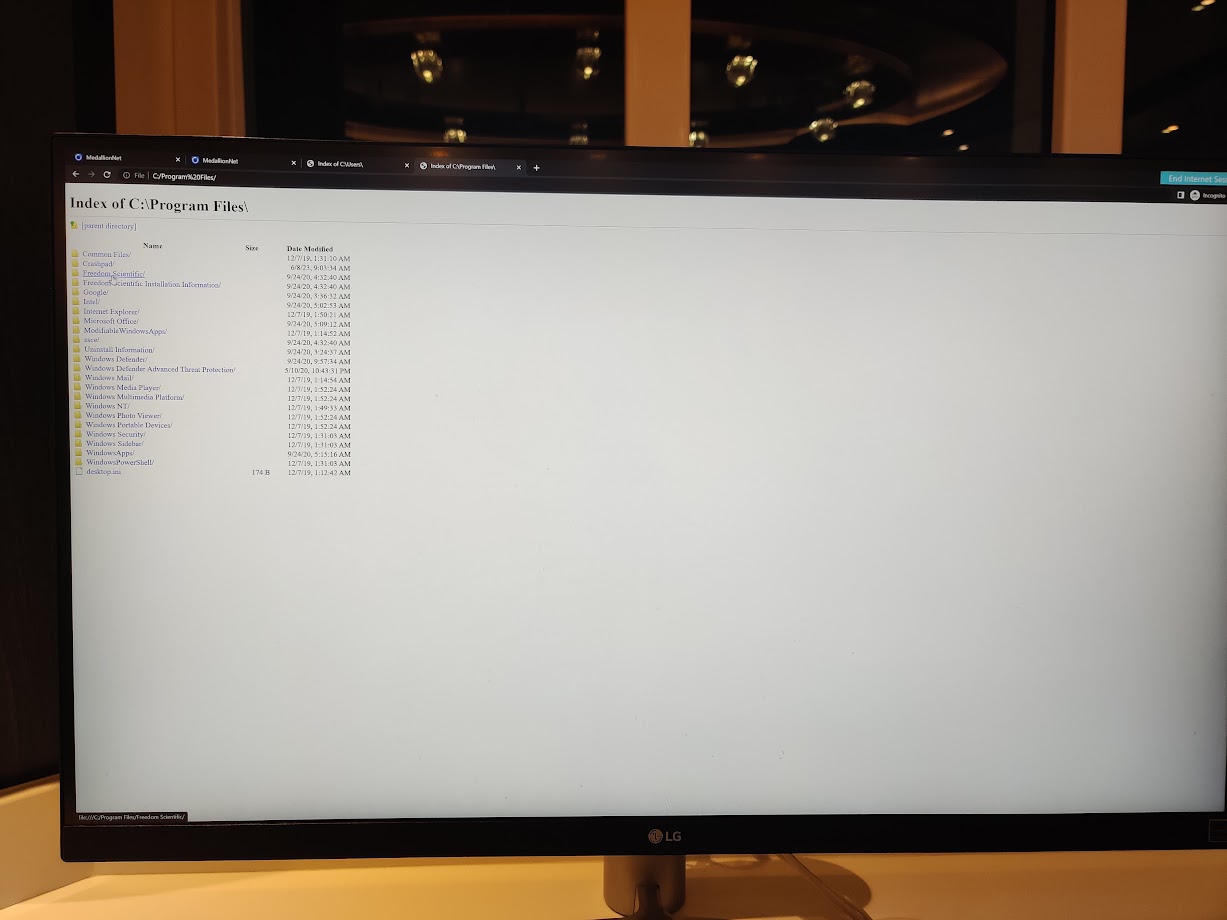 MedallionNet
MedallionNet
Index of C:\Users\
Index of C:\Program Files\
File
C:/Program%20Files/
End Internet Ses
Incognito
Index of C:\Program Files\
[parent directory]
Name Size Date Modified
Common Files/ 12/7/19, 1:31:10 AM
Crashpad/ 6/8/23, 9:03:34 AM
Freedom Scientific/ 9/24/20, 4:32:40 AM
Freedom Scientific Installation Information/ 9/24/20, 4:32:40 AM
Google/ 9/24/20, 3:36:32 AM
Intel/ 9/24/20, 5:02:53 AM
Internet Explorer/ 12/7/19, 1:50:21 AM
Microsoft Office/ 9/24/20, 5:09:12 AM
ModifiableWindowsApps/ 12/7/19, 1:14:52 AM
9/24/20, 4:32:40 AM
Uninstall Information/ 9/24/20, 3:24:37 AM
Windows Defender/ 9/24/20, 9:57:34 AM
Windows Defender Advanced Threat Protection/ 5/10/20, 10:43:31 PM
Windows Mail/ 12/7/19, 1:14:54 AM
Windows Media Player/ 12/7/19, 1:52:24 AM
Windows Multimedia Platform/ 12/7/19, 1:52:24 AM
Windows NT/ 12/7/19, 1:49:33 AM
Windows Photo Viewer/ 12/7/19, 1:52:24 AM
Windows Portable Devices/ 12/7/19, 1:52:24 AM
Windows Security/ 12/7/19, 1:31:03 AM
Windows Sidebar/ 12/7/19, 1:31:03 AM
WindowsApps/ 9/24/20, 5:15:16 AM
WindowsPowerShell/ 12/7/19, 1:31:03 AM
desktop.ini 174 B 12/7/19, 1:12:42 AM
file:///C:/Program Files/Freedom Scientific/
LG